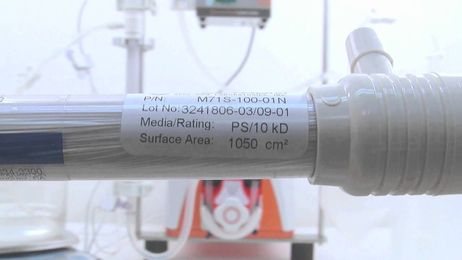 P/N: M71S-100-01N
Lot No: 3241806-03/09-01
Media/Rating: PS/10 kD
Surface Area: 1050 cm²